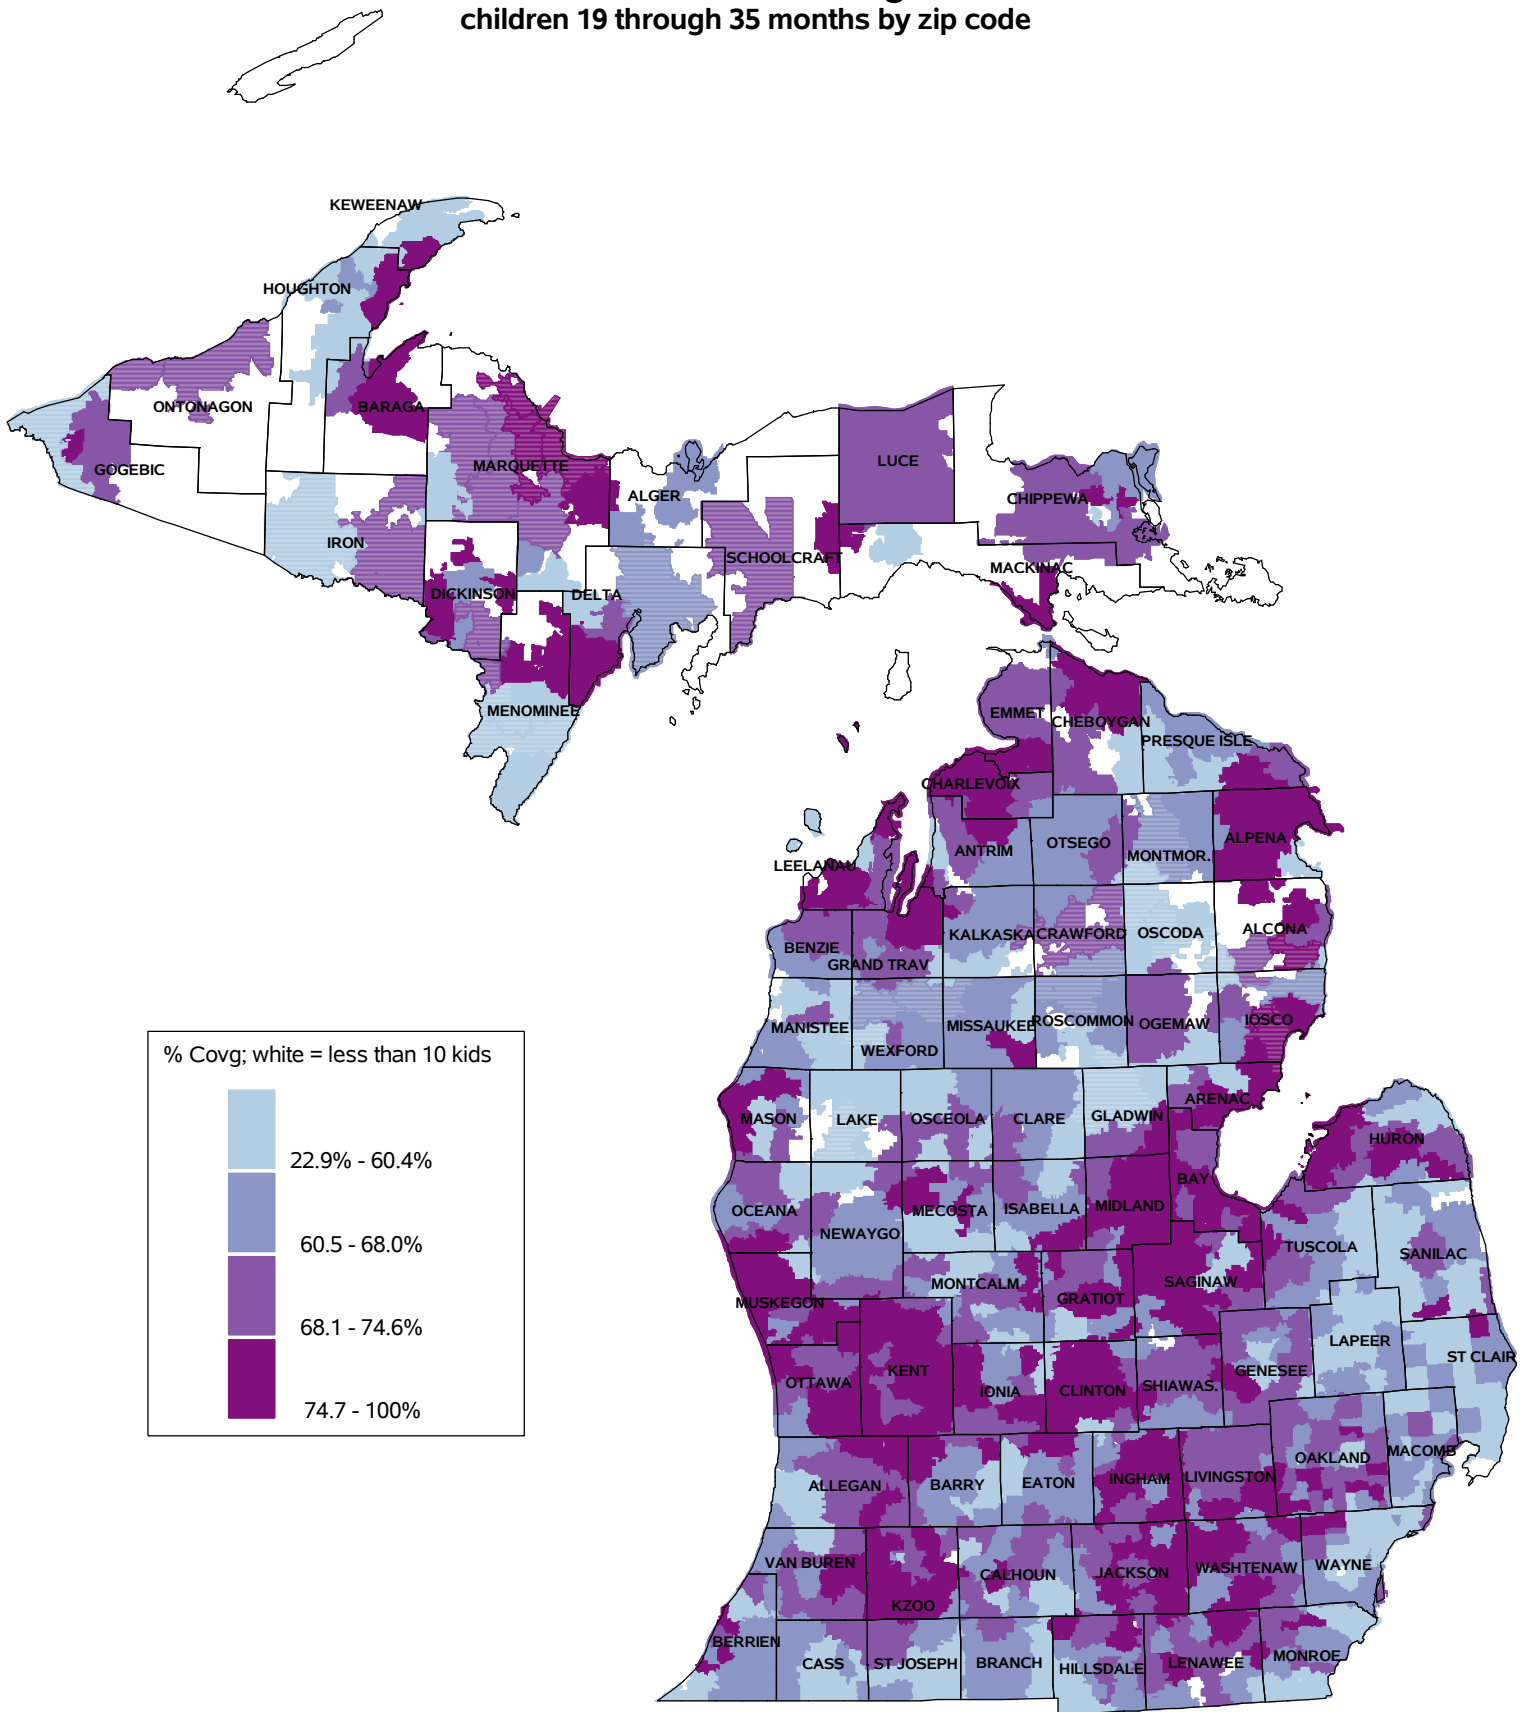 children 19 through 35 months by zip code
KEWEENAW
HOUGHTON
ONTONAGON
BARAGA
GOGEBIC
MARQUETTE
LUCE
ALGER
CHIPPEWA
IRON
SCHOOLCRAFT
MACKINAC
DICKINSON
DELTA
MENOMINEE
EMMET
CHEBOYGAN
PRESQUE ISLE
CHARLEVOIX
ALPENA
OTSEGO
ANTRIM
MONTMOR.
LEELANAU
ALCONA
KALKASKA
CRAWFORD
OSCODA
BENZIE
GRAND TRAV
MANISTEE
MISSAUKEE
ROSCOMMON
OGEMAW
IOSCO
WEXFORD
% Covg; white = less than 10 kids
22.9% - 60.4%
60.5 - 68.0%
68.1 - 74.6%
74.7 - 100%
ARENAC
MASON
LAKE
OSCEOLA
CLARE
GLADWIN
HURON
BAY
OCEANA
MECOSTA
ISABELLA
MIDLAND
NEWAYGO
TUSCOLA
SANILAC
MONTCALM
SAGINAW
MUSKEGON
GRATIOT
LAPEER
ST CLAIR
OTTAWA
KENT
IONIA
CLINTON
SHIAWAS.
GENESEE
MACOMB
OAKLAND
ALLEGAN
BARRY
EATON
INGHAM
LIVINGSTON
VAN BUREN
CALHOUN
JACKSON
WASHTENAW
WAYNE
KZOO
BERRIEN
CASS
ST JOSEPH
BRANCH
HILLSDALE
LENAWEE
MONROE